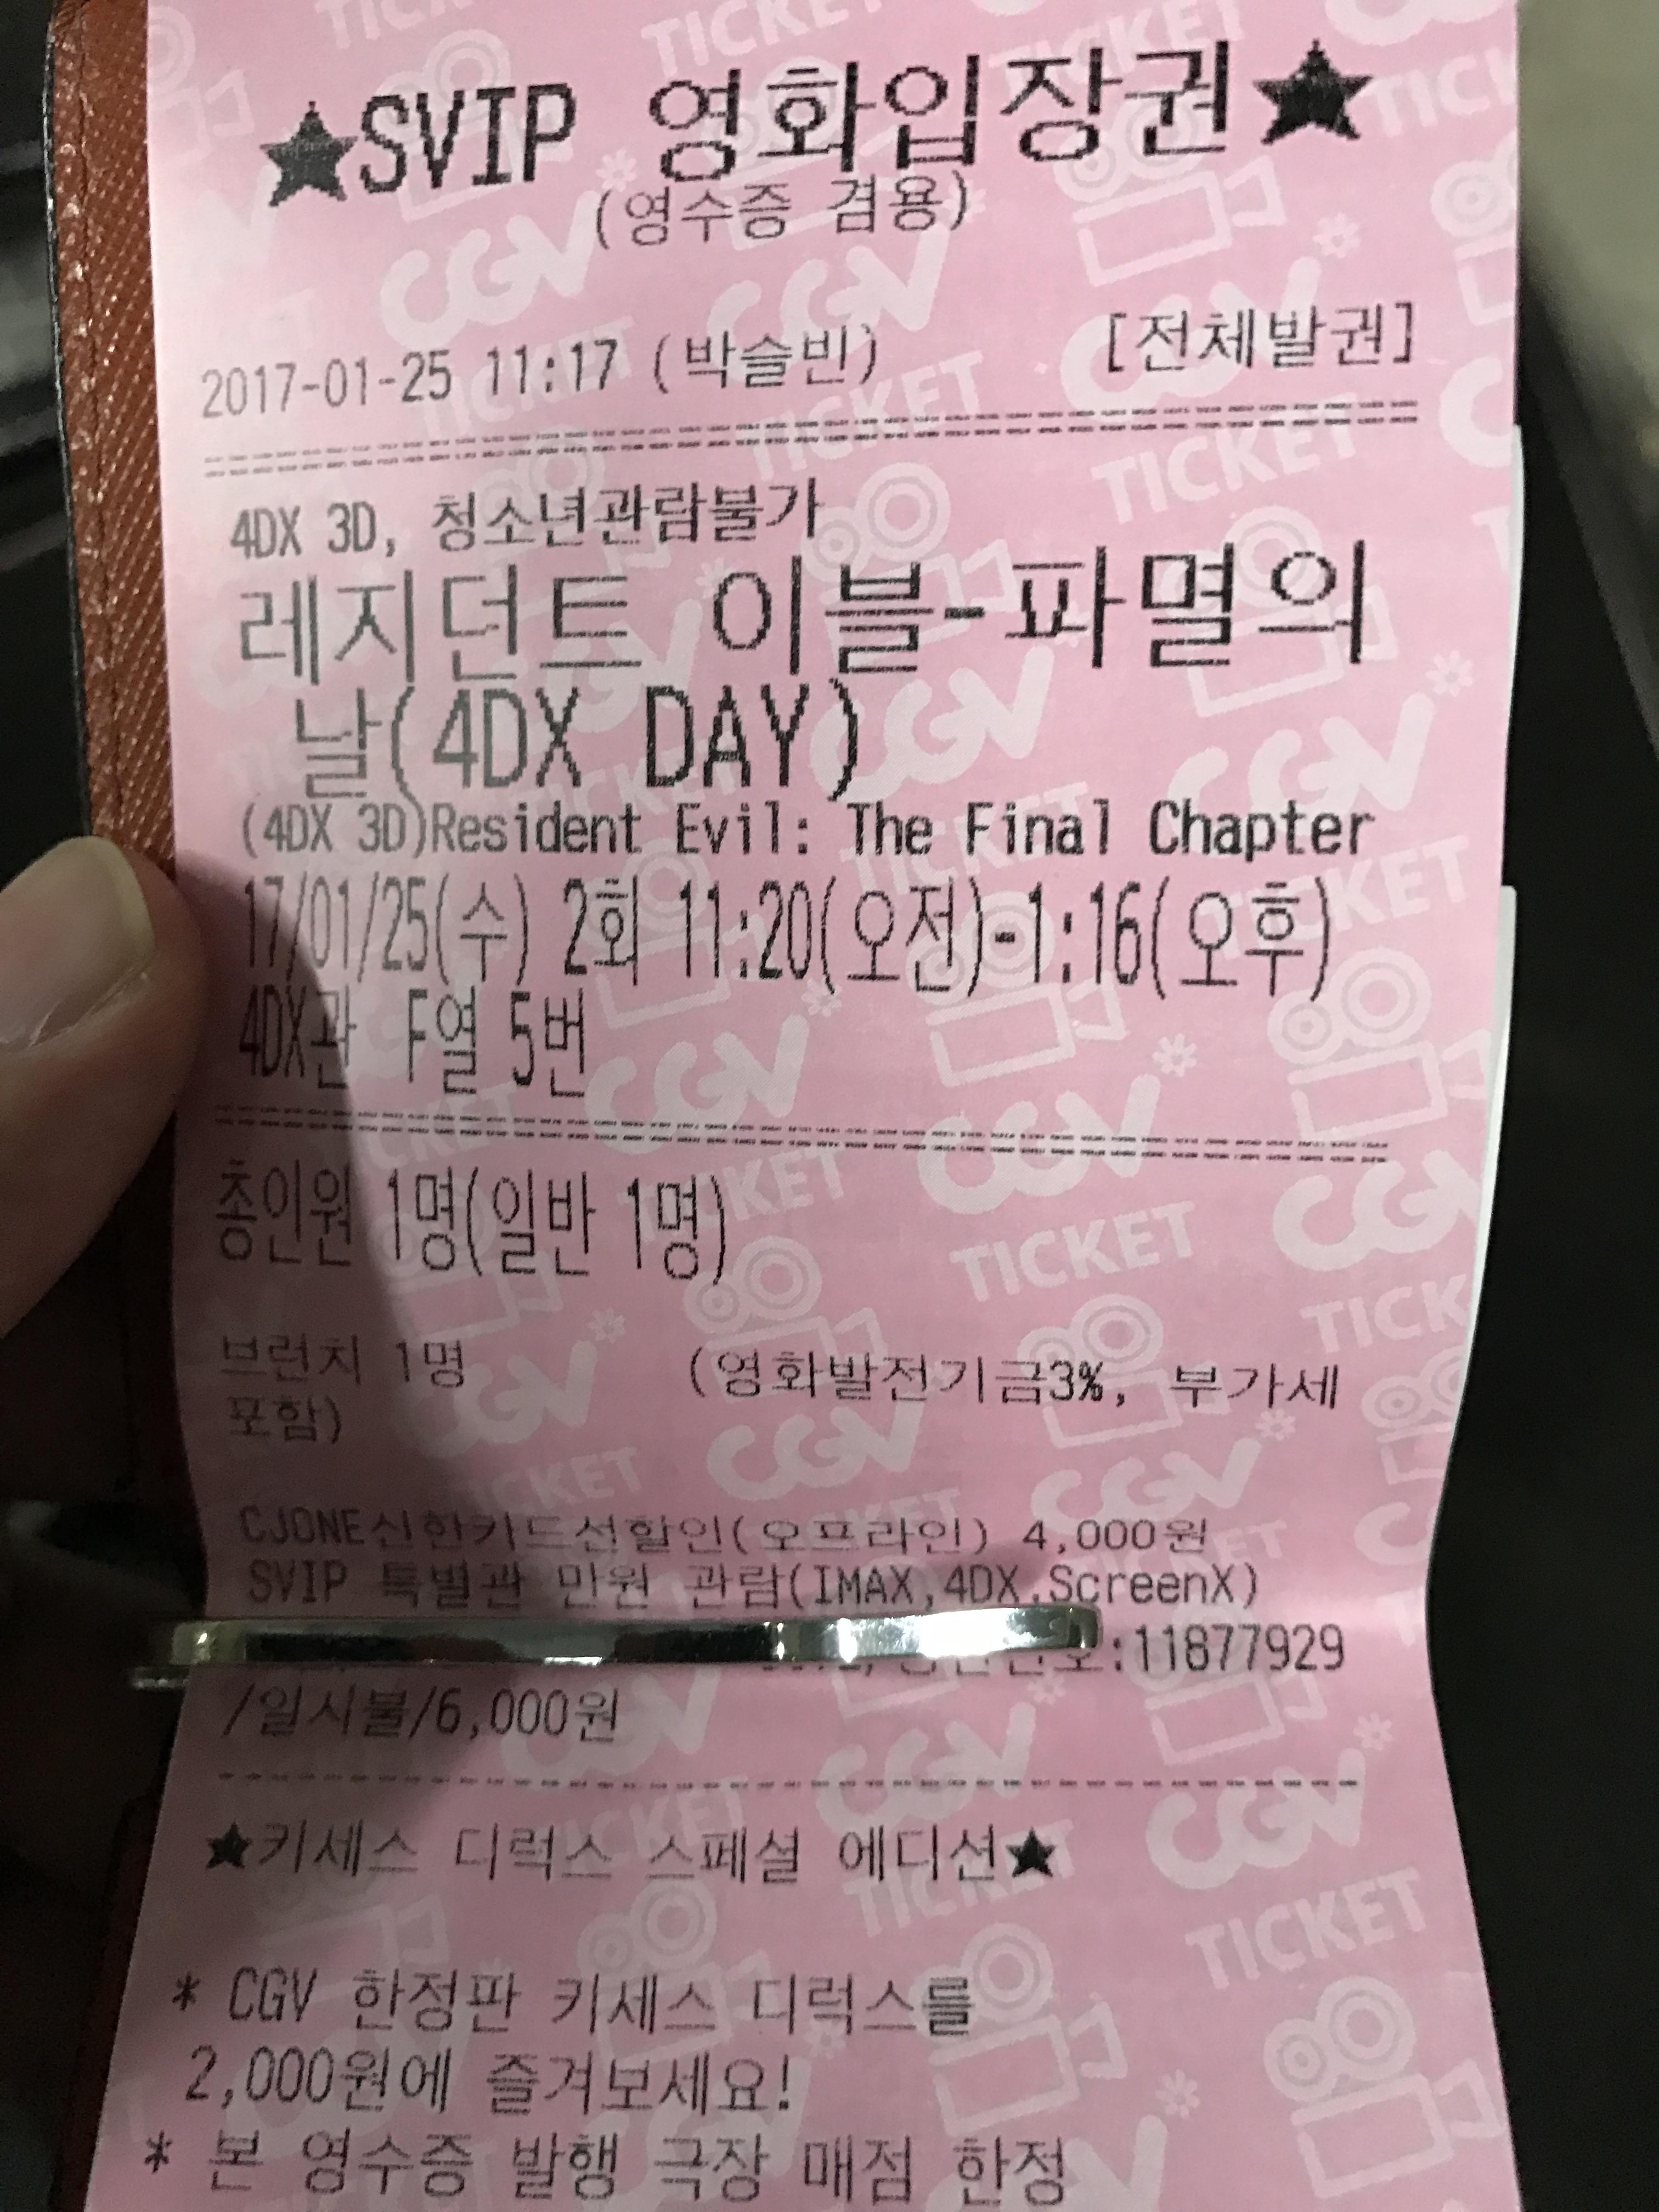 ★SVIP 영화입장권★
(영수증 겸용)
2017-01-25 11:17 (박슬빈) [전체발권]
4DX 3D, 청소년관람불가
레지던트 이블-파멸의
날(4DX DAY)
(4DX 3D)Resident Evil: The Final Chapter
17/01/25(수) 2회 11:20(오전)-1:16(오후)
4DX관 F열 5번
총인원 1명(일반 1명)
브런치 1명 (영화발전기금3%, 부가세
포함)
CJONE신한카드선할인(오프라인) 4,000원
SVIP 특별관 만원 관람(IMAX,4DX,ScreenX)
:11877929
/일시불/6,000원
★키세스 디럭스 스페셜 에디션★
* CGV 한정판 키세스 디럭스를
2,000원에 즐겨보세요!
* 본 영수증 발행 극장 매점 한정